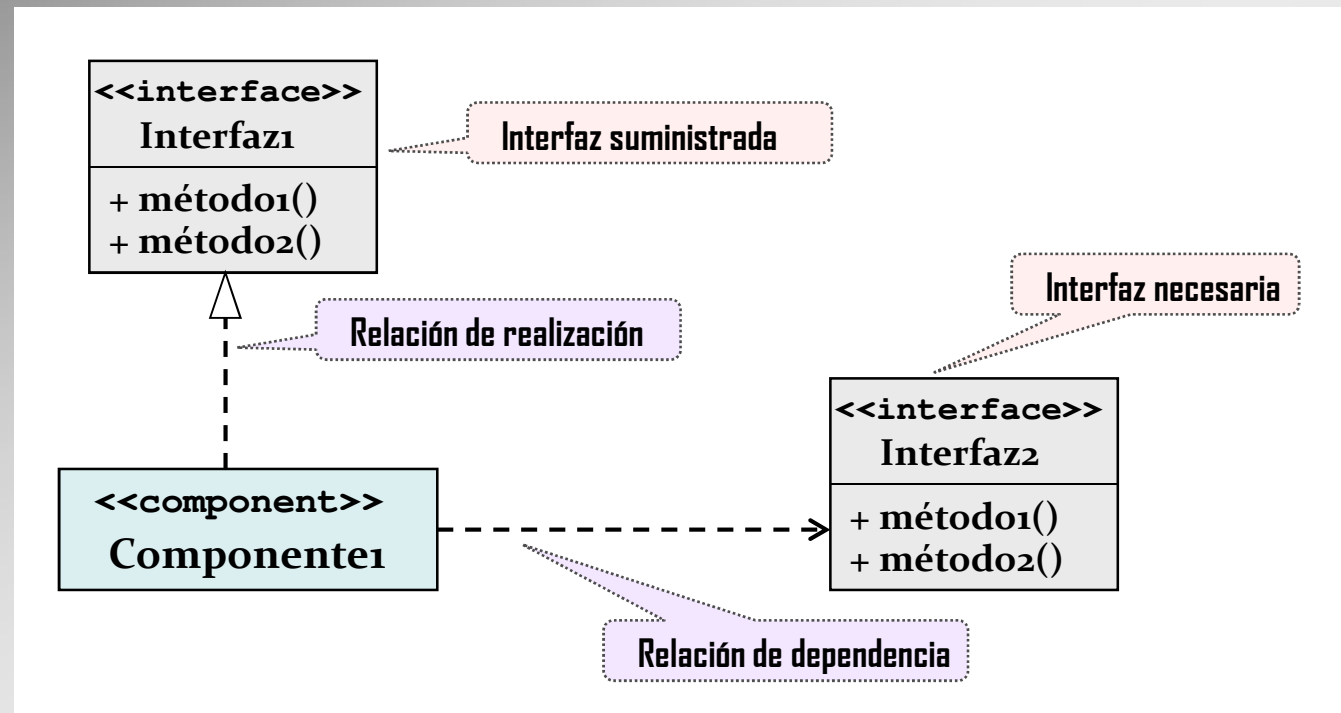 <<interface>>
Interfaz1
+ método1()
+ método2()
Interfaz suministrada
Relación de realización
Interfaz necesaria
<<interface>>
Interfaz2
+ método1()
+ método2()
<<component>>
Componente1
Relación de dependencia